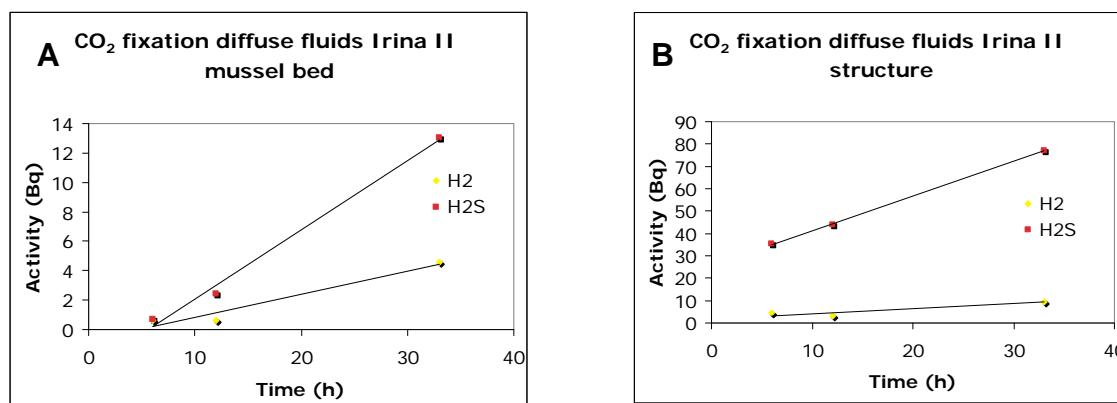 A
CO₂ fixation diffuse fluids Irina II
mussel bed
Activity (Bq)
14
12
10
8
6
4
2
0
0 10 20 30 40
Time (h)
H2
H2S
B
CO₂ fixation diffuse fluids Irina II
structure
Activity (Bq)
90
80
70
60
50
40
30
20
10
0
0 10 20 30 40
Time (h)
H2
H2S